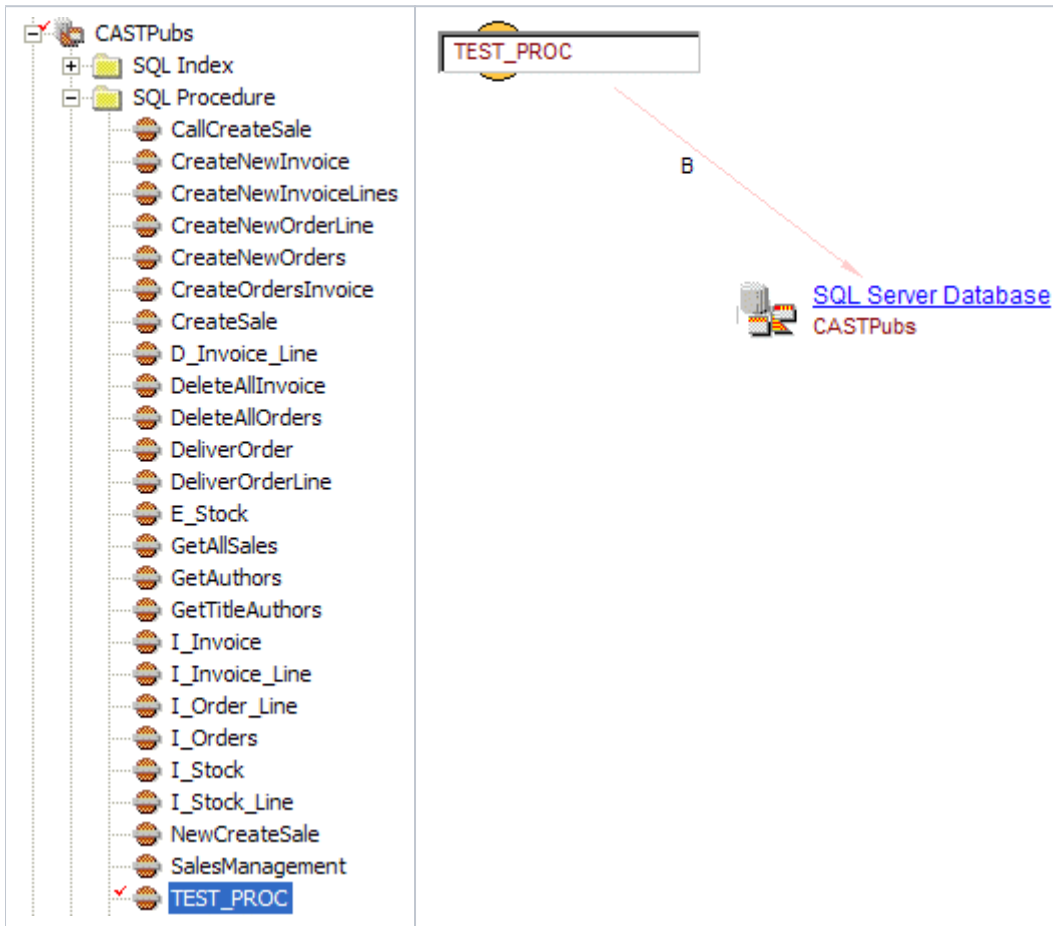 CASTPubs
SQL Index
SQL Procedure
CallCreateSale
CreateNewInvoice
CreateNewInvoiceLines
CreateNewOrderLine
CreateNewOrders
CreateOrdersInvoice
CreateSale
D_Invoice_Line
DeleteAllInvoice
DeleteAllOrders
DeliverOrder
DeliverOrderLine
E_Stock
GetAllSales
GetAuthors
GetTitleAuthors
I_Invoice
I_Invoice_Line
I_Order_Line
I_Orders
I_Stock
I_Stock_Line
NewCreateSale
SalesManagement
TEST_PROC
TEST_PROC
B
SQL Server Database
CASTPubs